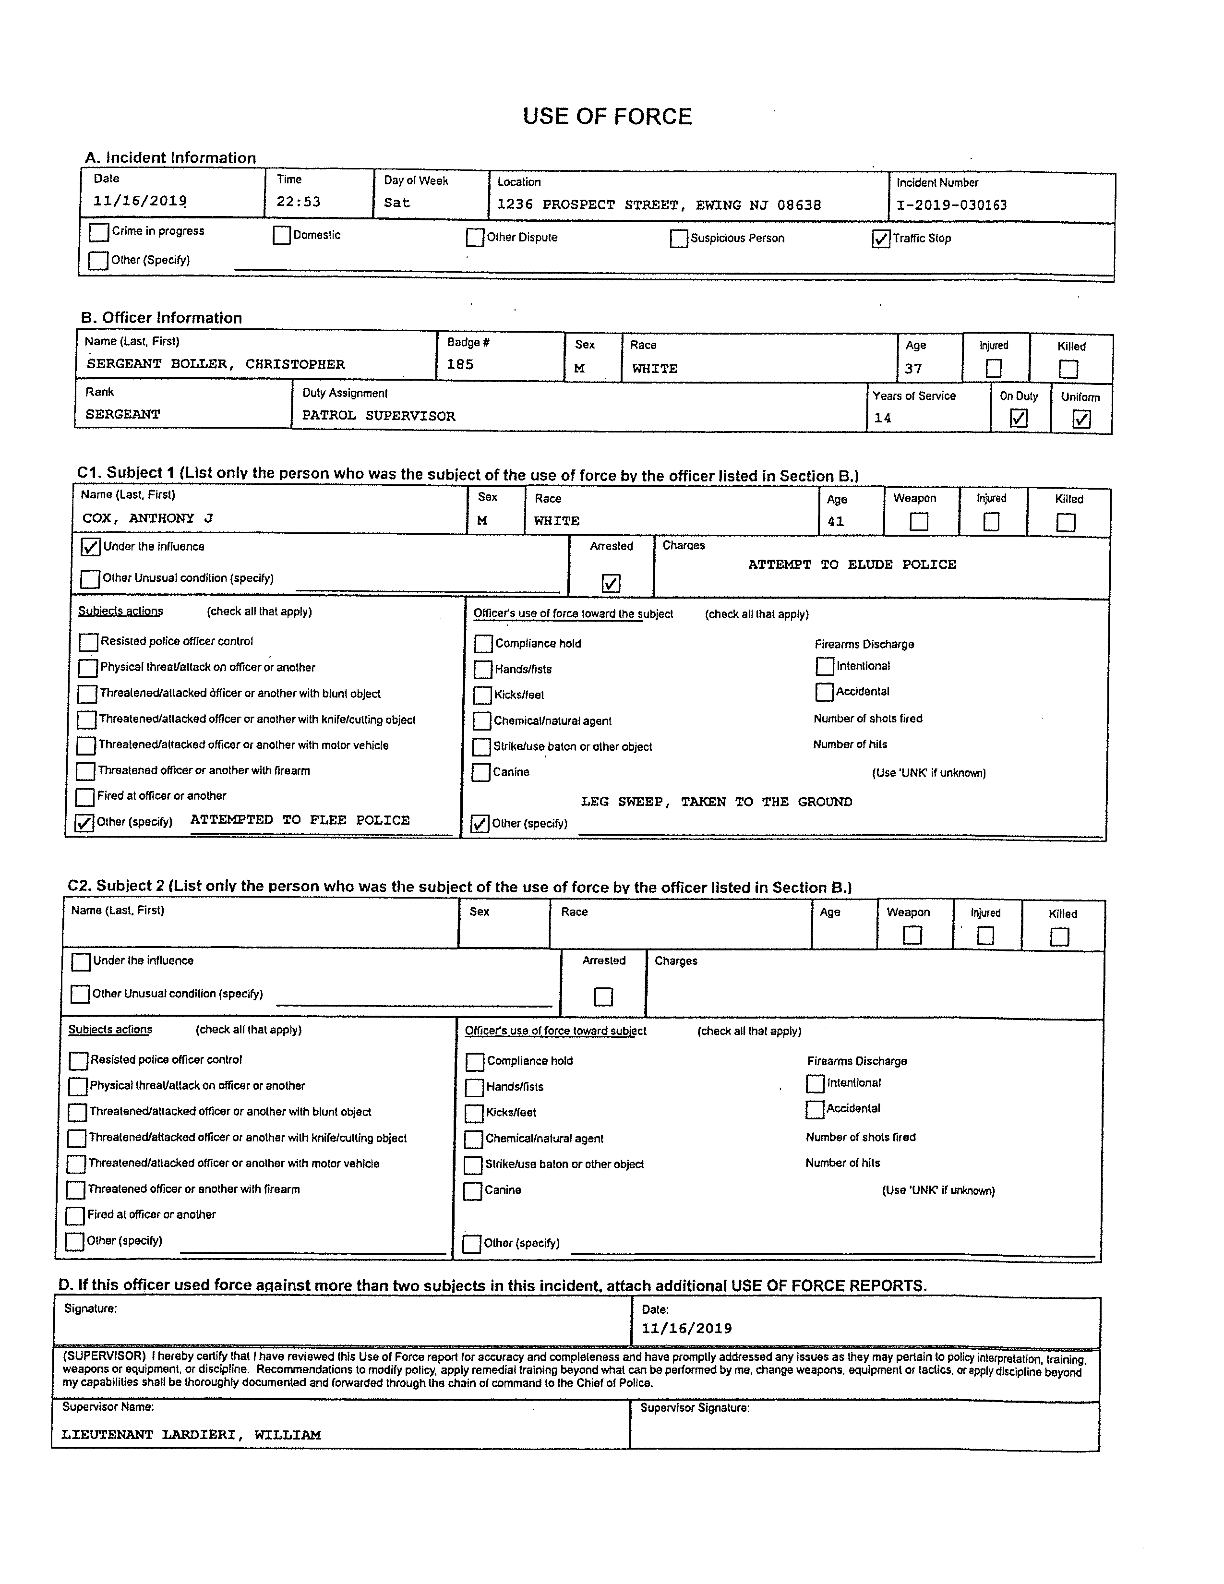 USE OF FORCE
A. Incident Information
Date Time Day of Week Location Incident Number
11/16/2019 22:53 Sat 1236 PROSPECT STREET, EWING NJ 08638 I-2019-030163
Crime in progress Domestic Other Dispute Suspicious Person Traffic Stop
Other (Specify)
B. Officer Information
Name (Last, First) Badge # Sex Race Age Injured Killed
SERGEANT BOLLER, CHRISTOPHER 185 M WHITE 37
Rank Duty Assignment Years of Service On Duty Uniform
SERGEANT PATROL SUPERVISOR 14
C1. Subject 1 (List only the person who was the subject of the use of force by the officer listed in Section B.)
Name (Last, First) Sex Race Age Weapon Injured Killed
COX, ANTHONY J M WHITE 41
Under the influence Arrested Charges
ATTEMPT TO ELUDE POLICE
Other Unusual condition (specify)
Subjects actions (check all that apply) Officer's use of force toward the subject (check all that apply)
Resisted police officer control Compliance hold Firearms Discharge
Physical threat/attack on officer or another Hands/fists Intentional
Threatened/attacked officer or another with blunt object Kicks/feet Accidental
Threatened/attacked officer or another with knife/cutting object Chemical/natural agent Number of shots fired
Threatened/attacked officer or another with motor vehicle Strike/use baton or other object Number of hits
Threatened officer or another with firearm Canine (Use 'UNK' if unknown)
Fired at officer or another LEG SWEEP, TAKEN TO THE GROUND
Other (specify) ATTEMPTED TO FLEE POLICE Other (specify)
C2. Subject 2 (List only the person who was the subject of the use of force by the officer listed in Section B.)
Name (Last, First) Sex Race Age Weapon Injured Killed
Under the influence Arrested Charges
Other Unusual condition (specify)
Subjects actions (check all that apply) Officer's use of force toward subject (check all that apply)
Resisted police officer control Compliance hold Firearms Discharge
Physical threat/attack on officer or another Hands/fists Intentional
Threatened/attacked officer or another with blunt object Kicks/feet Accidental
Threatened/attacked officer or another with knife/cutting object Chemical/natural agent Number of shots fired
Threatened/attacked officer or another with motor vehicle Strike/use baton or other object Number of hits
Threatened officer or another with firearm Canine (Use 'UNK' if unknown)
Fired at officer or another
Other (specify) Other (specify)
D. If this officer used force against more than two subjects in this incident, attach additional USE OF FORCE REPORTS.
Signature: Date:
11/16/2019
(SUPERVISOR) I hereby certify that I have reviewed this Use of Force report for accuracy and completeness and have promptly addressed any issues as they may pertain to policy interpretation, training,
weapons or equipment, or discipline. Recommendations to modify policy, apply remedial training beyond what can be performed by me, change weapons, equipment or tactics, or apply discipline beyond
my capabilities shall be thoroughly documented and forwarded through the chain of command to the Chief of Police.
Supervisor Name: Supervisor Signature:
LIEUTENANT LARDIERI, WILLIAM